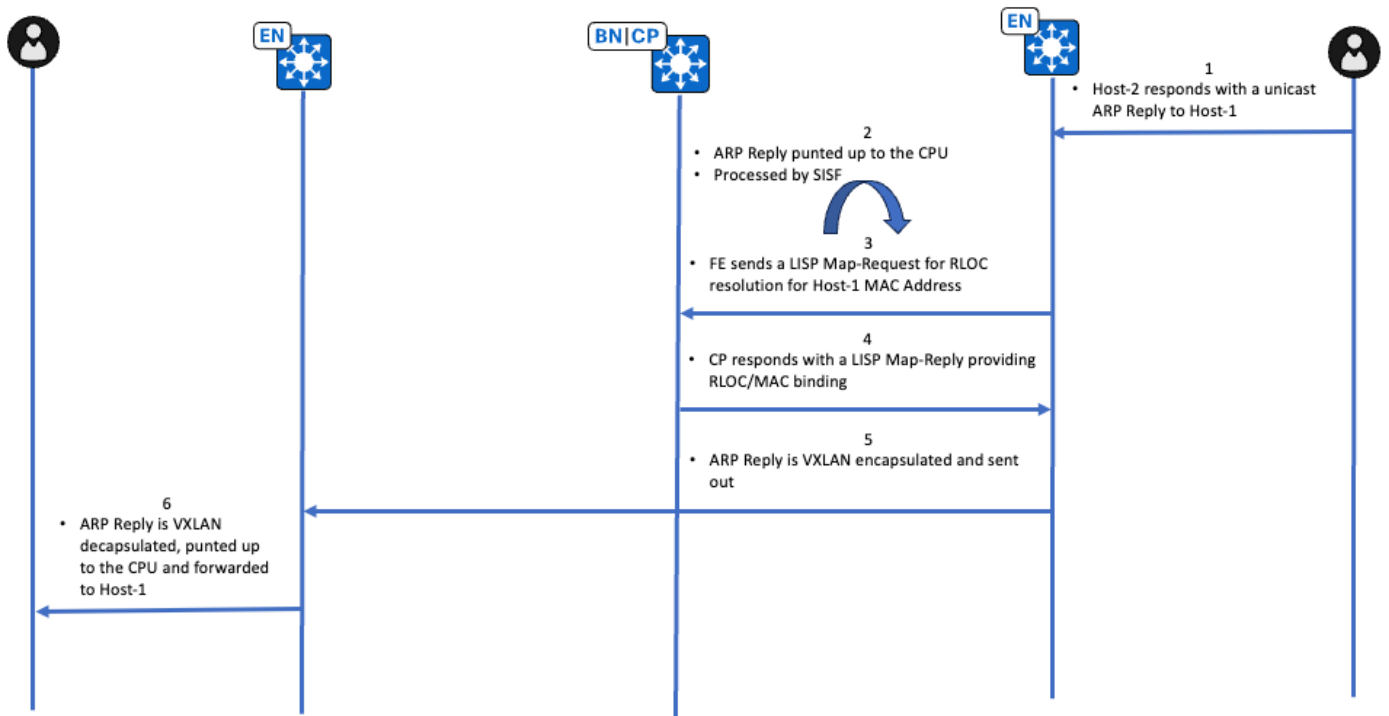 EN
BN|CP
EN
1
• Host-2 responds with a unicast
ARP Reply to Host-1
2
• ARP Reply punted up to the CPU
• Processed by SISF
3
• FE sends a LISP Map-Request for RLOC
resolution for Host-1 MAC Address
4
• CP responds with a LISP Map-Reply providing
RLOC/MAC binding
5
• ARP Reply is VXLAN encapsulated and sent
out
6
• ARP Reply is VXLAN
decapsulated, punted up
to the CPU and forwarded
to Host-1